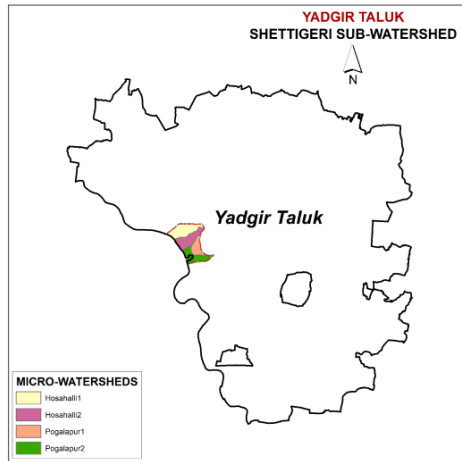 YADGIR TALUK
SHETTIGERI SUB-WATERSHED
N
Yadgir Taluk
MICRO-WATERSHEDS
Hosahalli1
Hosahalli2
Pogalapur1
Pogalapur2